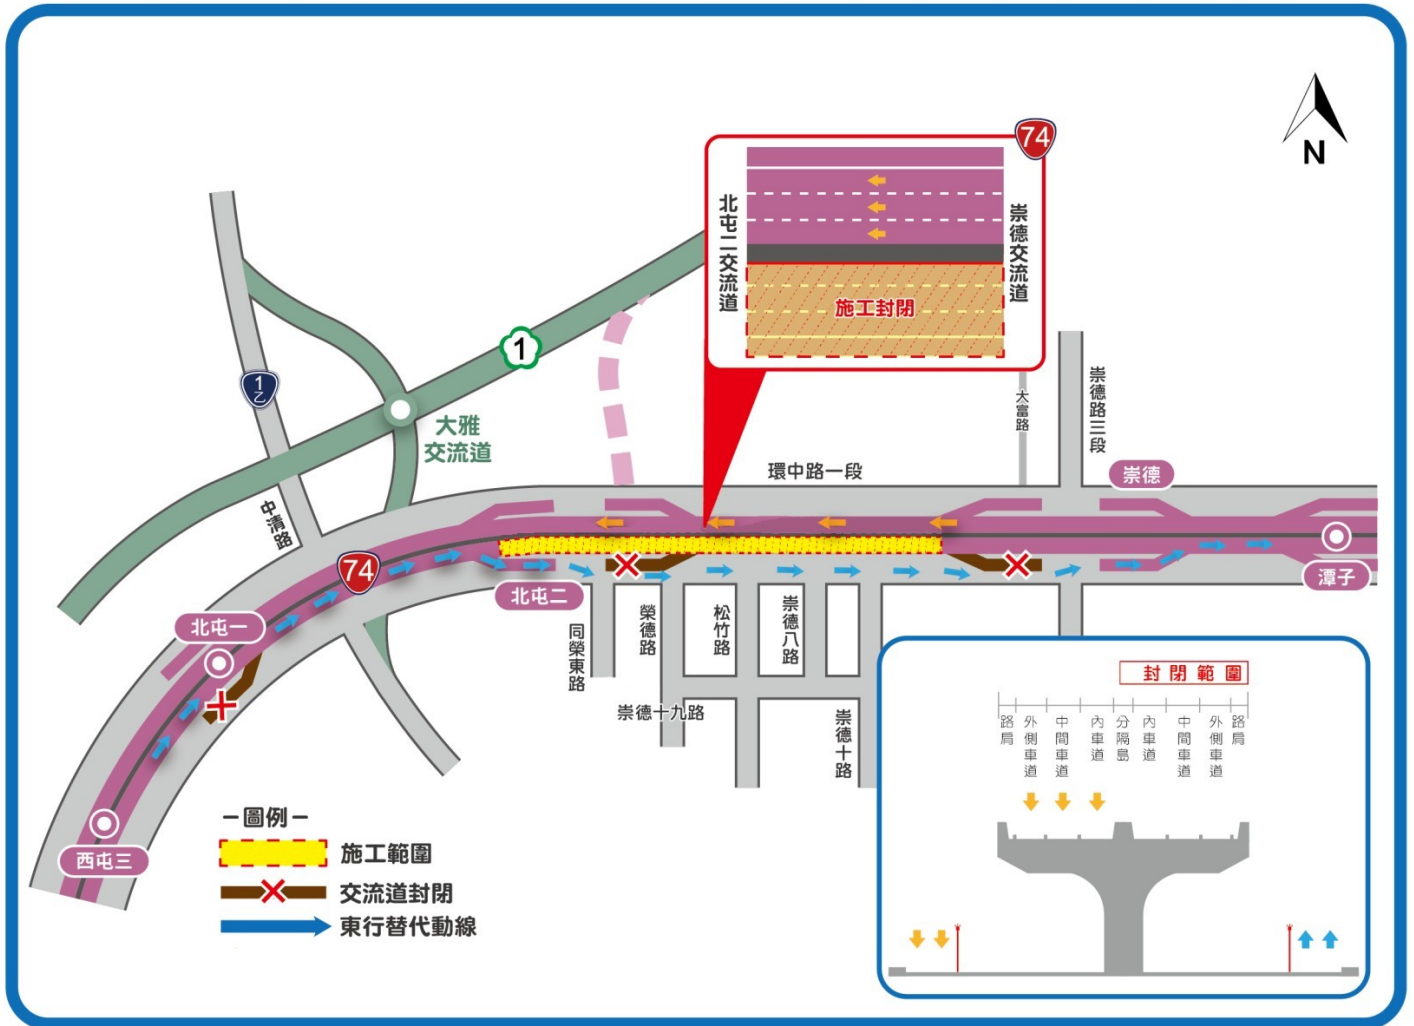 74
N
北屯二交流道
崇德交流道
施工封閉
1
1
乙
大雅
交流道
大富路
崇德路三段
環中路一段
崇德
中清路
74
北屯二
潭子
北屯一
同榮東路
榮德路
松竹路
崇德八路
崇德十九路
崇德十路
西屯三
封閉範圍
路肩
外側車道
中間車道
內車道
分隔島
內車道
中間車道
外側車道
路肩
－圖例－
施工範圍
交流道封閉
東行替代動線